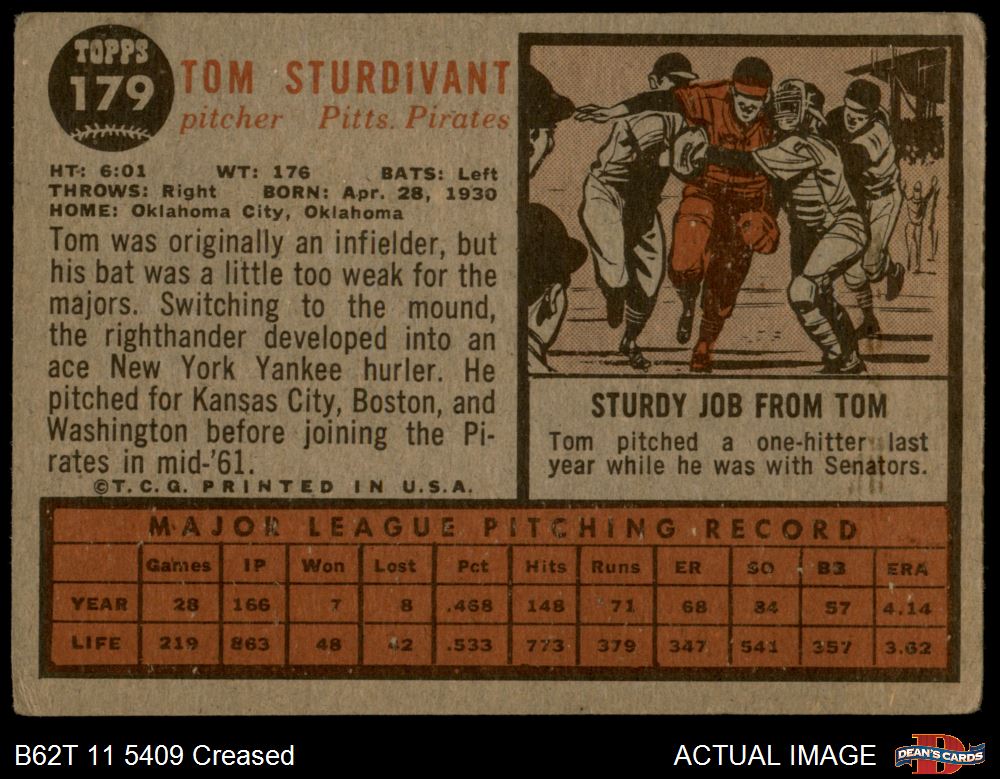 TOPPS
179
TOM STURDIVANT
pitcher Pitts. Pirates
HT: 6:01 WT: 176 BATS: Left
THROWS: Right BORN: Apr. 28, 1930
HOME: Oklahoma City, Oklahoma
Tom was originally an infielder, but
his bat was a little too weak for the
majors. Switching to the mound,
the righthander developed into an
ace New York Yankee hurler. He
pitched for Kansas City, Boston, and
Washington before joining the Pi-
rates in mid-'61.
©T.C.G. PRINTED IN U.S.A.
STURDY JOB FROM TOM
Tom pitched a one-hitter last
year while he was with Senators.
MAJOR LEAGUE PITCHING RECORD
Games IP Won Lost Pct Hits Runs ER SO BB ERA
YEAR 28 166 7 8 .468 148 71 68 84 57 4.14
LIFE 219 863 48 42 .533 773 379 347 541 357 3.62
B62T 11 5409 Creased
ACTUAL IMAGE
DEAN'S CARDS